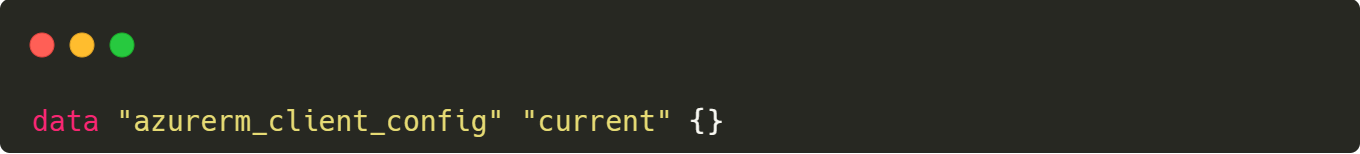 data "azurerm_client_config" "current" {}